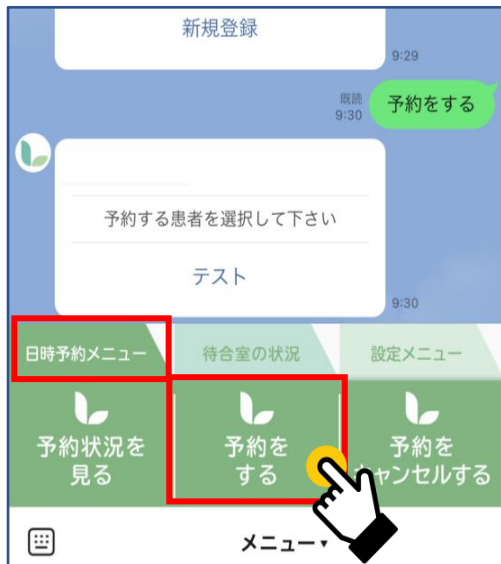 新規登録
9:29
既読
9:30
予約をする
予約する患者を選択して下さい
テスト
9:30
日時予約メニュー
待合室の状況
設定メニュー
予約状況を
見る
予約を
する
予約を
キャンセルする
メニュー▼